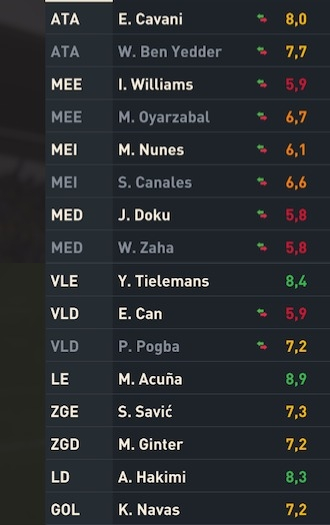 ATA E. Cavani 8,0
ATA W. Ben Yedder 7,7
MEE I. Williams 5,9
MEE M. Oyarzabal 6,7
MEI M. Nunes 6,1
MEI S. Canales 6,6
MED J. Doku 5,8
MED W. Zaha 5,8
VLE Y. Tielemans 8,4
VLD E. Can 5,9
VLD P. Pogba 7,2
LE M. Acuña 8,9
ZGE S. Savić 7,3
ZGD M. Ginter 7,2
LD A. Hakimi 8,3
GOL K. Navas 7,2